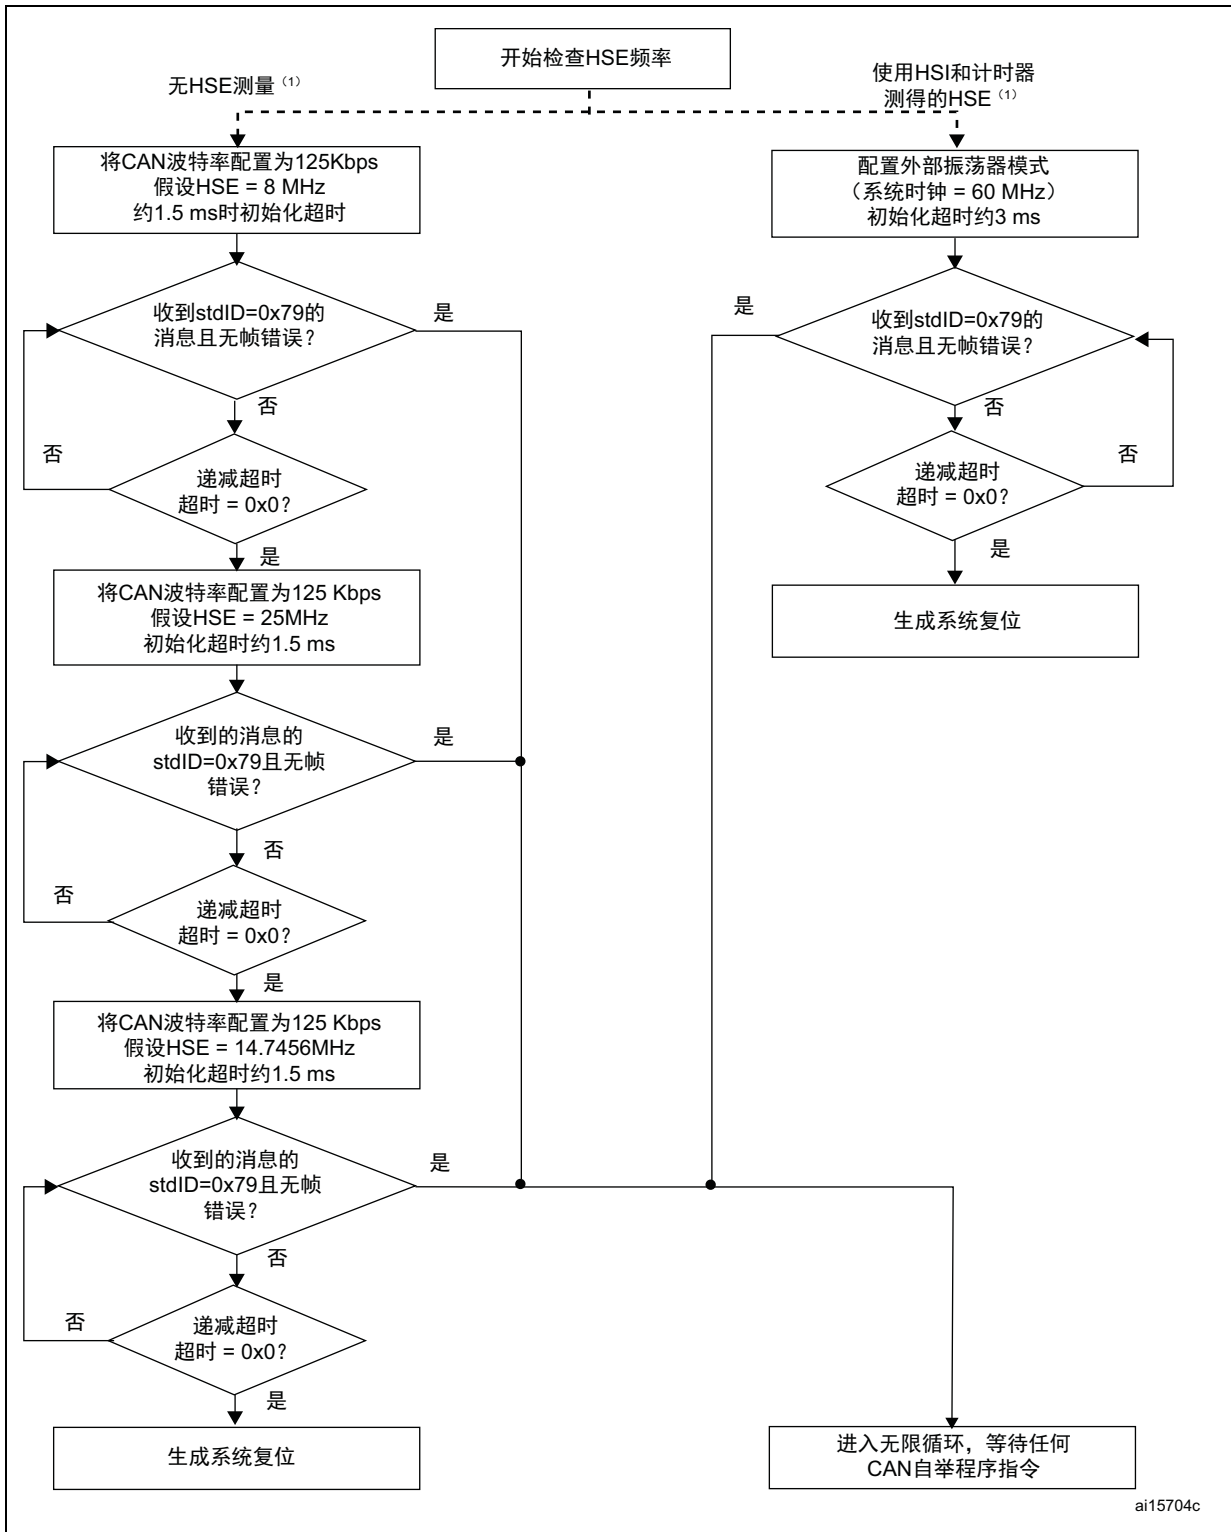 开始检查HSE频率
无HSE测量（1）
使用HSI和计时器
测得的HSE（1）
将CAN波特率配置为125Kbps
假设HSE = 8 MHz
约1.5 ms时初始化超时
配置外部振荡器模式
（系统时钟 = 60 MHz）
初始化超时约3 ms
收到stdID=0x79的
消息且无帧错误？
是
否
否
递减超时
超时 = 0x0？
是
是
收到stdID=0x79的
消息且无帧错误？
否
否
递减超时
超时 = 0x0？
是
生成系统复位
将CAN波特率配置为125 Kbps
假设HSE = 25MHz
初始化超时约1.5 ms
收到的消息的
stdID=0x79且无帧
错误？
是
否
否
递减超时
超时 = 0x0？
是
将CAN波特率配置为125 Kbps
假设HSE = 14.7456MHz
初始化超时约1.5 ms
收到的消息的
stdID=0x79且无帧
错误？
是
否
否
递减超时
超时 = 0x0？
是
生成系统复位
进入无限循环，等待任何
CAN自举程序指令
ai15704c